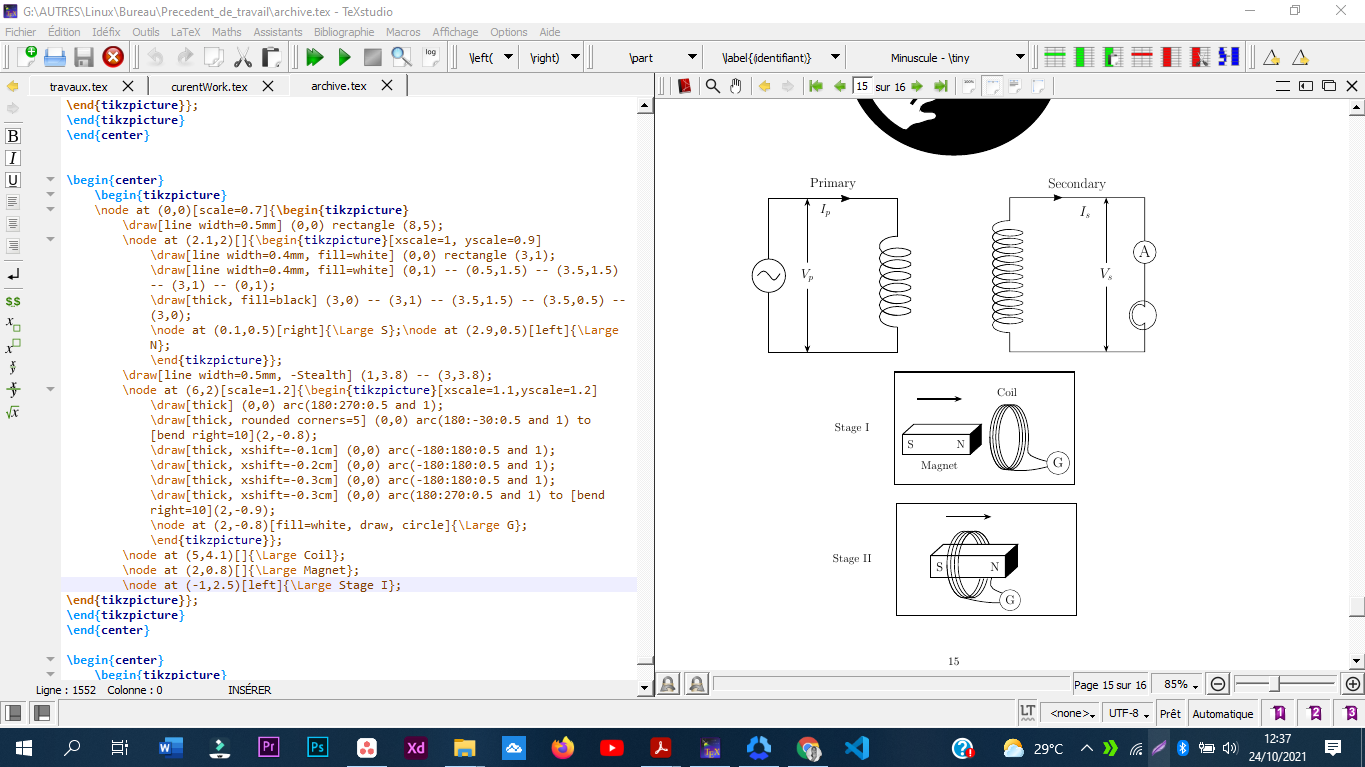 G:\AUTRES\Linux\Bureau\Precedent_de_travail\archive.tex - TeXstudio
Fichier Édition Idéfix Outils LaTeX Maths Assistants Bibliographie Macros Affichage Options Aide
log \left( \right) \part \label{identifiant} Minuscule - \tiny
travaux.tex curentWork.tex archive.tex
15 sur 16
\end{tikzpicture}};
\end{tikzpicture}
\end{center}
\begin{center}
\begin{tikzpicture}
\node at (0,0)[scale=0.7]{\begin{tikzpicture}
\draw[line width=0.5mm] (0,0) rectangle (8,5);
\node at (2.1,2)[]{\begin{tikzpicture}[xscale=1, yscale=0.9]
\draw[line width=0.4mm, fill=white] (0,0) rectangle (3,1);
\draw[line width=0.4mm, fill=white] (0,1) -- (0.5,1.5) -- (3.5,1.5)
-- (3,1) -- (0,1);
\draw[thick, fill=black] (3,0) -- (3,1) -- (3.5,1.5) -- (3.5,0.5) --
(3,0);
\node at (0.1,0.5)[right]{\Large S};\node at (2.9,0.5)[left]{\Large
N};
\end{tikzpicture}};
\draw[line width=0.5mm, -Stealth] (1,3.8) -- (3,3.8);
\node at (6,2)[scale=1.2]{\begin{tikzpicture}[xscale=1.1,yscale=1.2]
\draw[thick] (0,0) arc(180:270:0.5 and 1);
\draw[thick, rounded corners=5] (0,0) arc(180:-30:0.5 and 1) to
[bend right=10](2,-0.8);
\draw[thick, xshift=-0.1cm] (0,0) arc(-180:180:0.5 and 1);
\draw[thick, xshift=-0.2cm] (0,0) arc(-180:180:0.5 and 1);
\draw[thick, xshift=-0.3cm] (0,0) arc(-180:180:0.5 and 1);
\draw[thick, xshift=-0.3cm] (0,0) arc(180:270:0.5 and 1) to [bend
right=10](2,-0.9);
\node at (2,-0.8)[fill=white, draw, circle]{\Large G};
\end{tikzpicture}};
\node at (5,4.1)[]{\Large Coil};
\node at (2,0.8)[]{\Large Magnet};
\node at (-1,2.5)[left]{\Large Stage I};
\end{tikzpicture}};
\end{tikzpicture}
\end{center}
\begin{center}
\begin{tikzpicture}
Primary Secondary
Ip Is
Vp Vs A
Coil
Stage I
S N G
Magnet
Stage II
S N
G
15
Ligne : 1552 Colonne : 0 INSÉRER
Page 15 sur 16 85%
LT <none> UTF-8 Prêt Automatique 1 2 3
29°C 12:37
24/10/2021